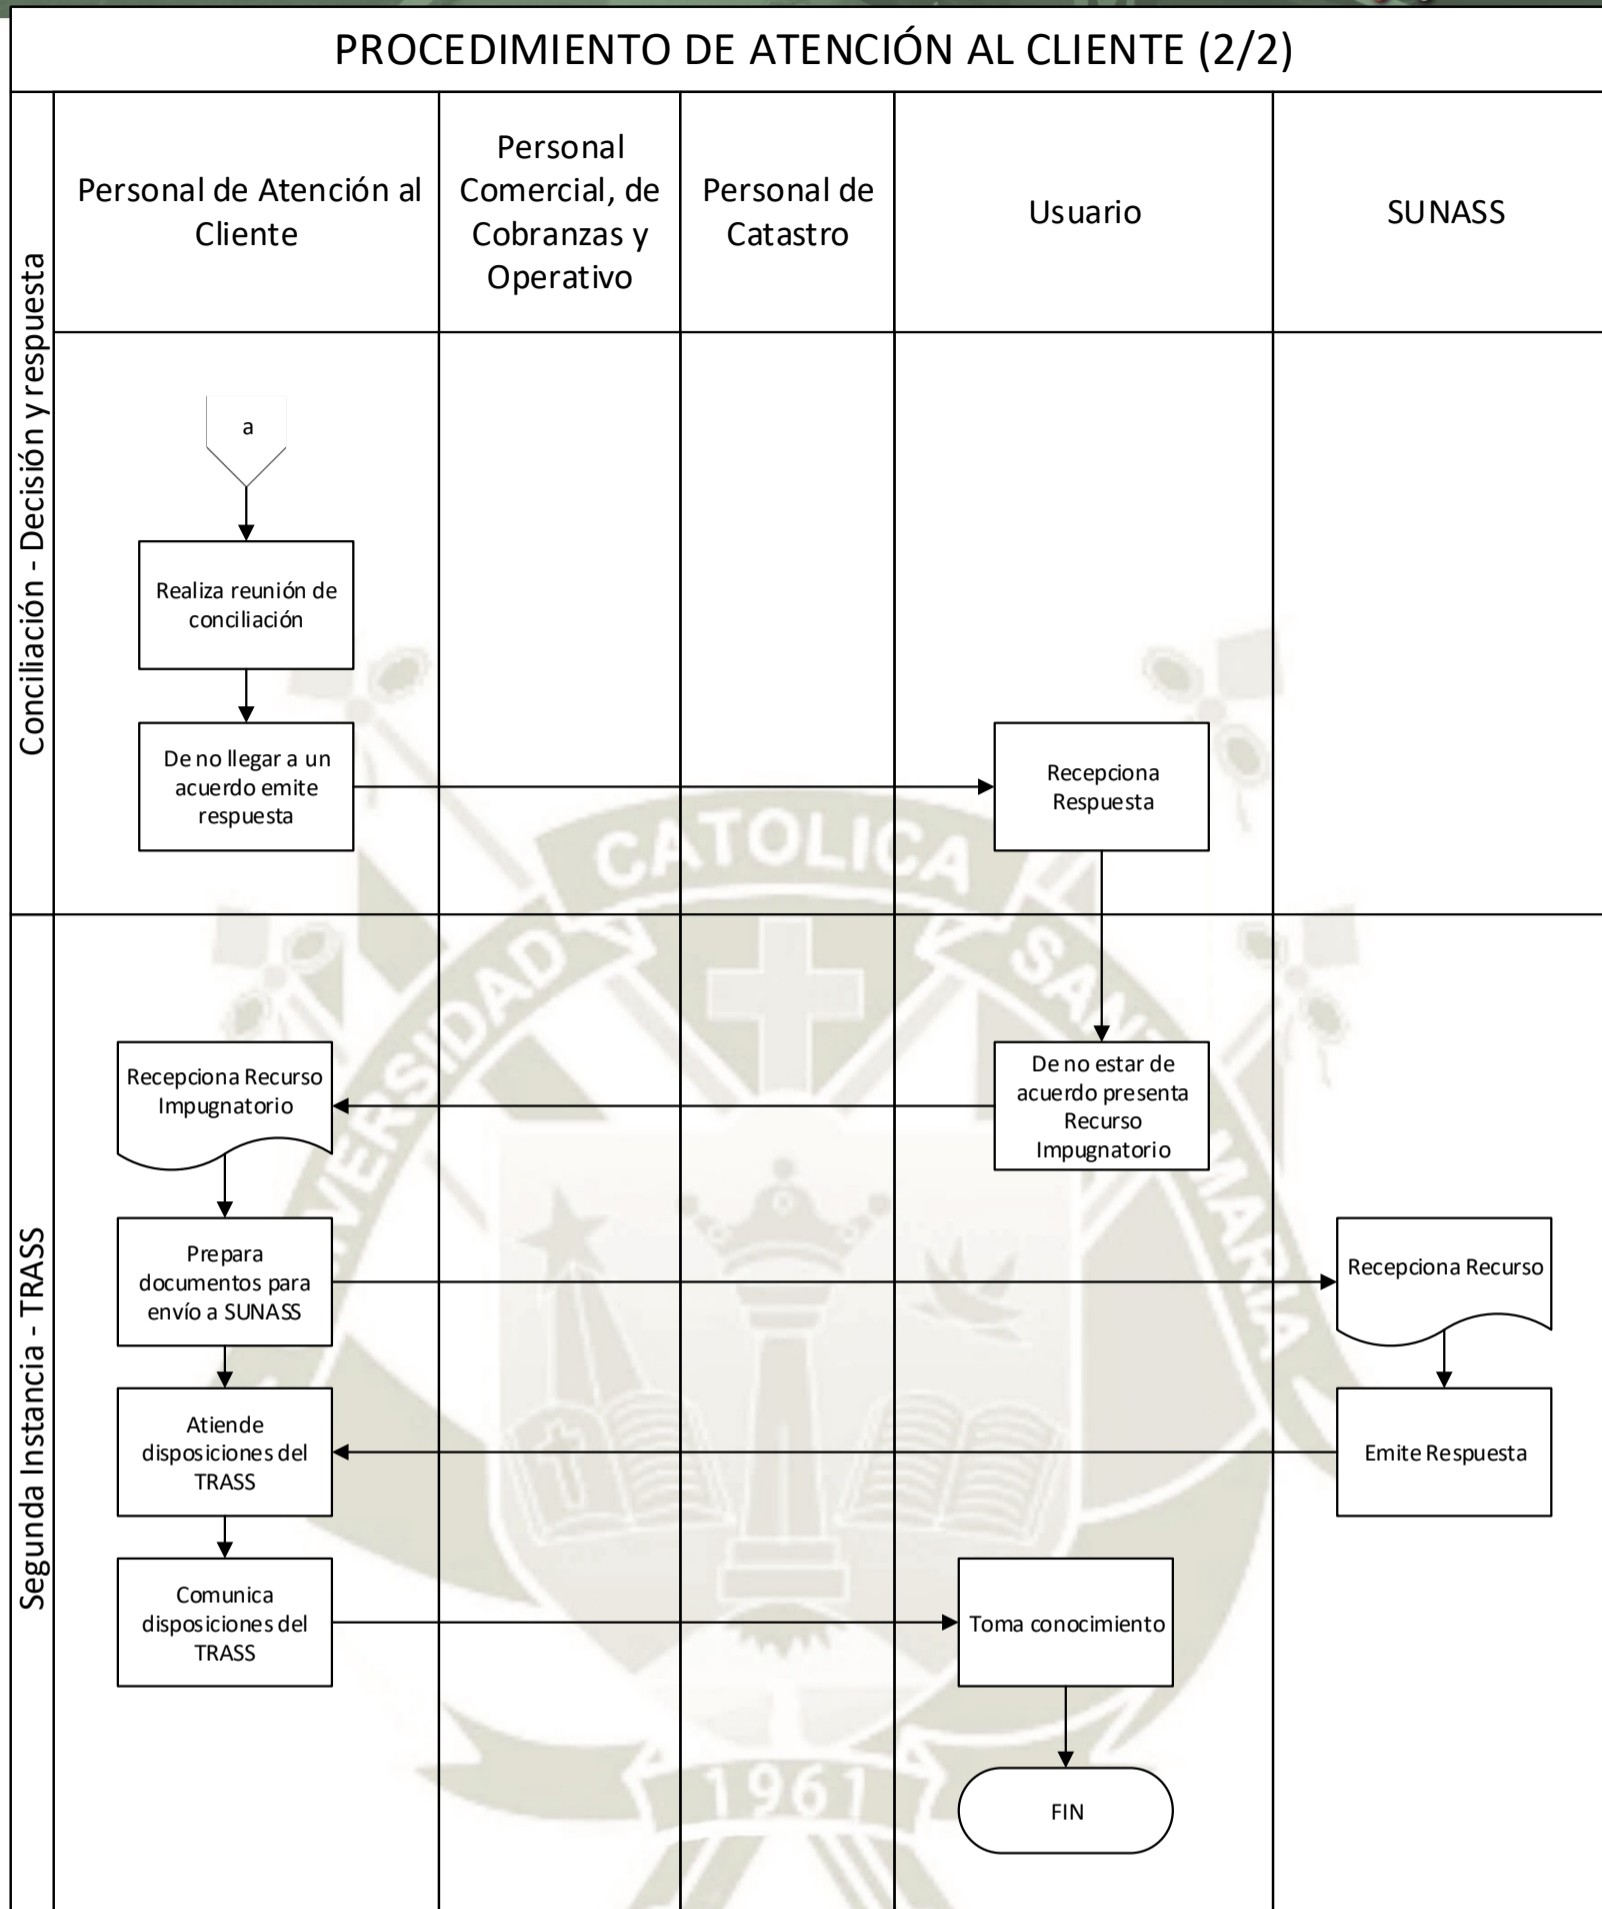 PROCEDIMIENTO DE ATENCIÓN AL CLIENTE (2/2)
Personal de Atención al
Cliente
Personal
Comercial, de
Cobranzas y
Operativo
Personal de
Catastro
Usuario
SUNASS
Conciliación - Decisión y respuesta
a
Realiza reunión de
conciliación
De no llegar a un
acuerdo emite
respuesta
Recepciona
Respuesta
Segunda Instancia - TRASS
De no estar de
acuerdo presenta
Recurso
Impugnatorio
Recepciona Recurso
Impugnatorio
Prepara
documentos para
envío a SUNASS
Recepciona Recurso
Emite Respuesta
Atiende
disposiciones del
TRASS
Comunica
disposiciones del
TRASS
Toma conocimiento
FIN
CATOLICA
SANTA MARIA
1961